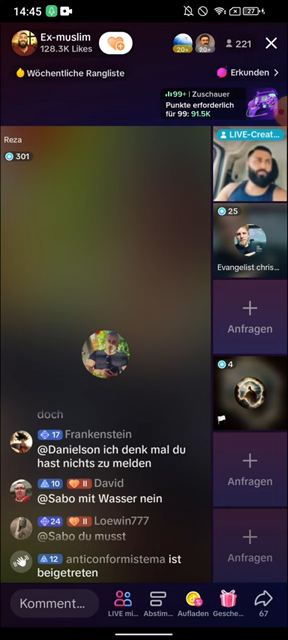 14:45
27
Ex-muslim
128.3K Likes
20+
20+
221
Wöchentliche Rangliste
Erkunden
99+ | Zuschauer
Punkte erforderlich
für 99: 91.5K
Reza
301
LIVE-Creat...
25
Evangelist chris...
Anfragen
4
Anfragen
Anfragen
doch
17 Frankenstein
@Danielson ich denk mal du
hast nichts zu melden
10 II David
@Sabo mit Wasser nein
24 II Loewin777
@Sabo du musst
12 anticonformistema ist
beigetreten
Komment...
LIVE mi...
Abstim...
Aufladen
Gesche...
67